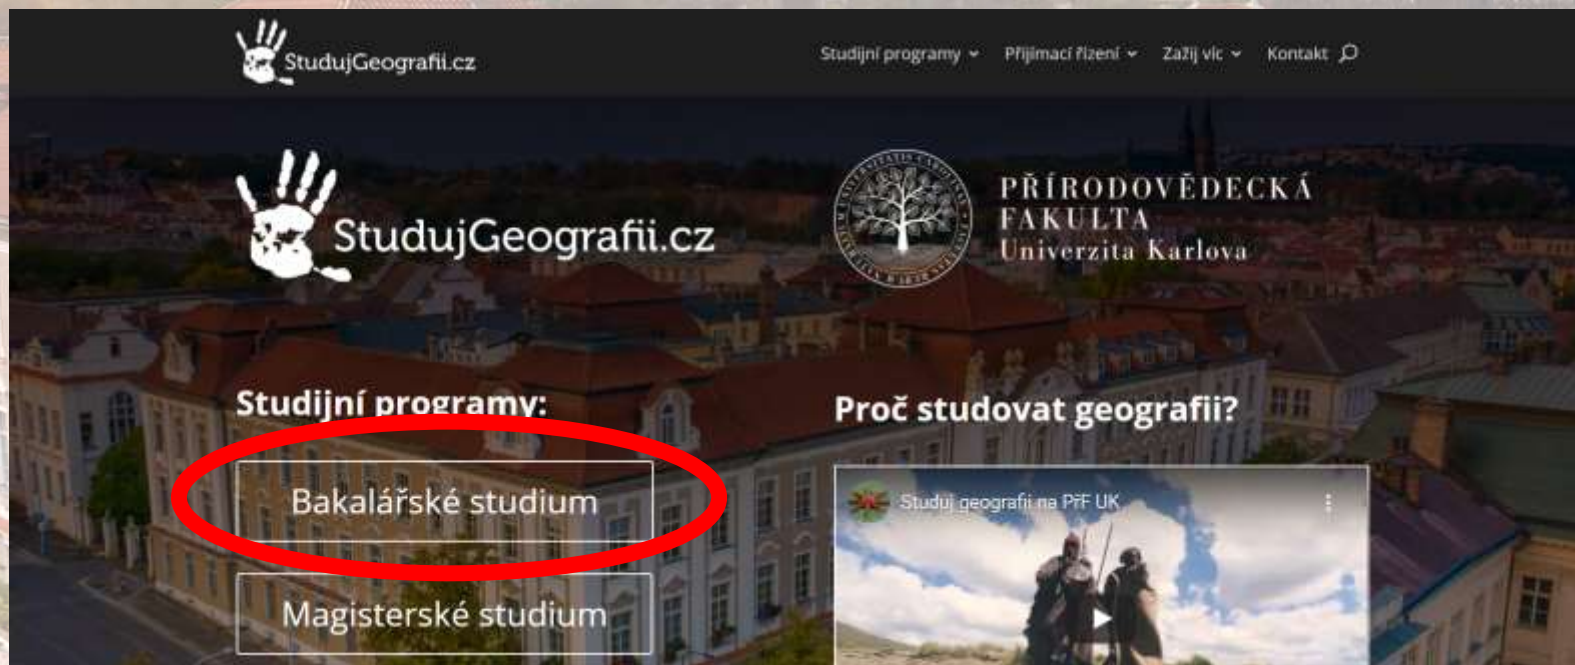 StudujGeografii.cz
Studijní programy
Přijímací řízení
Zažij víc
Kontakt
StudujGeografii.cz
PŘÍRODOVĚDECKÁ
FAKULTA
Univerzita Karlova
Studijní programy:
Bakalářské studium
Magisterské studium
Proč studovat geografii?
Studuj geografii na PřF UK